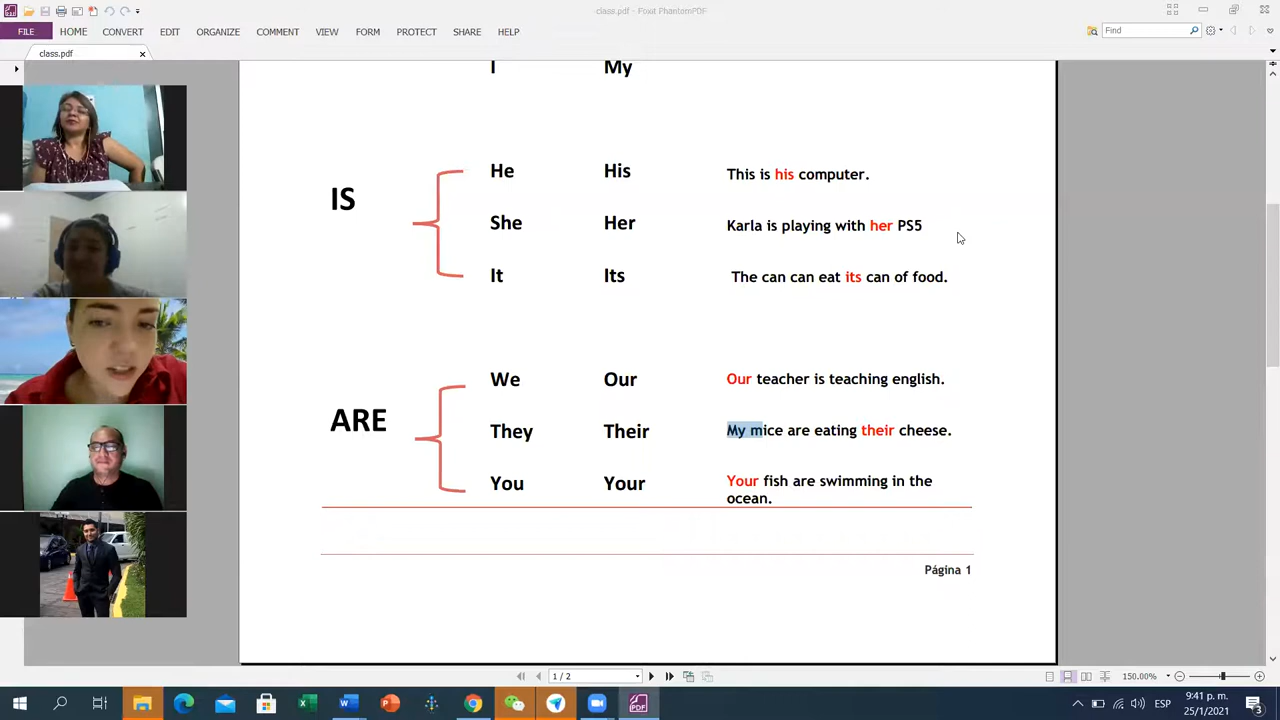 class.pdf - Foxit PhantomPDF
FILE HOME CONVERT EDIT ORGANIZE COMMENT VIEW FORM PROTECT SHARE HELP
Find
class.pdf
I My
IS
He His This is his computer.
She Her Karla is playing with her PS5
It Its The can can eat its can of food.
ARE
We Our Our teacher is teaching english.
They Their My mice are eating their cheese.
You Your Your fish are swimming in the
ocean.
Página 1
1 / 2
150.00%
ESP
9:41 p. m.
25/1/2021